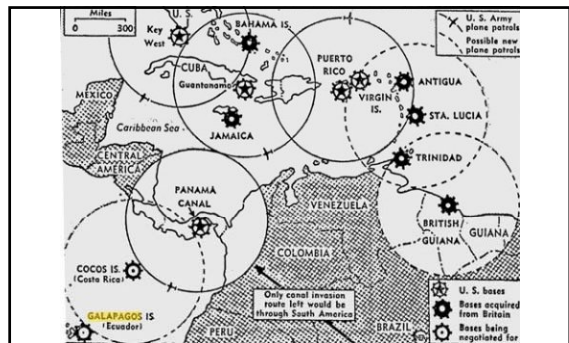 Miles
0
300
U. S.
Key
West
BAHAMA IS.
U. S. Army
plane patrols
Possible new
plane patrols
CUBA
Guantanamo
PUERTO
RICO
VIRGIN
IS.
ANTIGUA
MEXICO
STA. LUCIA
JAMAICA
Caribbean Sea
CENTRAL
AMERICA
TRINIDAD
PANAMA
CANAL
VENEZUELA
BRITISH
GUIANA
GUIANA
COLOMBIA
COCOS IS.
(Costa Rica)
Only canal invasion
route left would be
through South America
U. S. bases
Bases acquired
from Britain
Bases being
negotiated for
GALAPAGOS IS.
(Ecuador)
PERU
BRAZIL